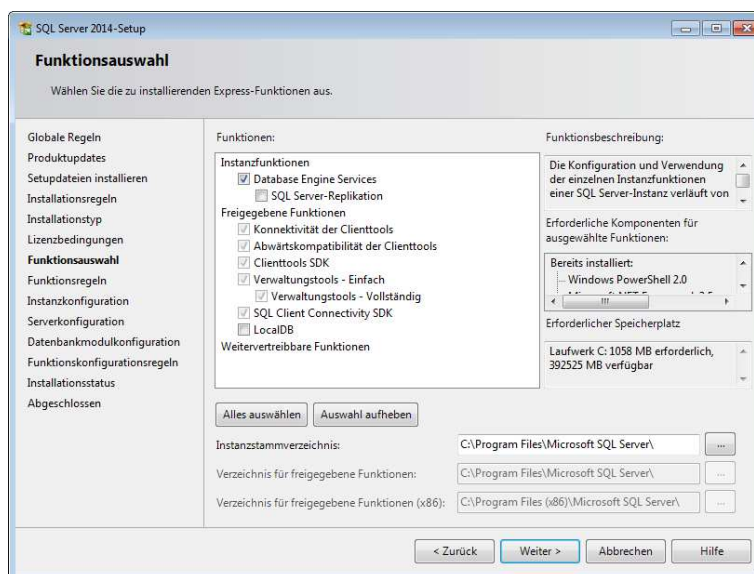 SQL Server 2014-Setup
Funktionsauswahl
Wählen Sie die zu installierenden Express-Funktionen aus.
Globale Regeln
Produktupdates
Setupdateien installieren
Installationsregeln
Installationstyp
Lizenzbedingungen
Funktionsauswahl
Funktionsregeln
Instanzkonfiguration
Serverkonfiguration
Datenbankmodulkonfiguration
Funktionskonfigurationsregeln
Installationsstatus
Abgeschlossen
Funktionen:
Instanzfunktionen
Database Engine Services
SQL Server-Replikation
Freigegebene Funktionen
Konnektivität der Clienttools
Abwärtskompatibilität der Clienttools
Clienttools SDK
Verwaltungstools - Einfach
Verwaltungstools - Vollständig
SQL Client Connectivity SDK
LocalDB
Weitervertreibbare Funktionen
Funktionsbeschreibung:
Die Konfiguration und Verwendung
der einzelnen Instanzfunktionen
einer SQL Server-Instanz verläuft von
Erforderliche Komponenten für
ausgewählte Funktionen:
Bereits installiert:
Windows PowerShell 2.0
Erforderlicher Speicherplatz
Laufwerk C: 1058 MB erforderlich,
392525 MB verfügbar
Alles auswählen Auswahl aufheben
Instanzstammverzeichnis: C:\Program Files\Microsoft SQL Server\ ...
Verzeichnis für freigegebene Funktionen: C:\Program Files\Microsoft SQL Server\ ...
Verzeichnis für freigegebene Funktionen (x86): C:\Program Files (x86)\Microsoft SQL Server\ ...
< Zurück Weiter > Abbrechen Hilfe